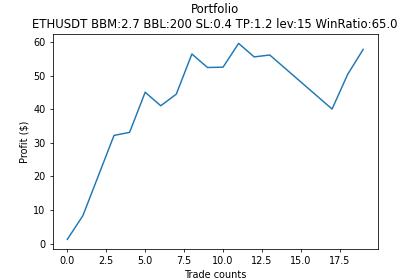 Portfolio
ETHUSDT BBM:2.7 BBL:200 SL:0.4 TP:1.2 lev:15 WinRatio:65.0
60
50
40
30
20
10
0
Profit ($)
0.0 2.5 5.0 7.5 10.0 12.5 15.0 17.5
Trade counts